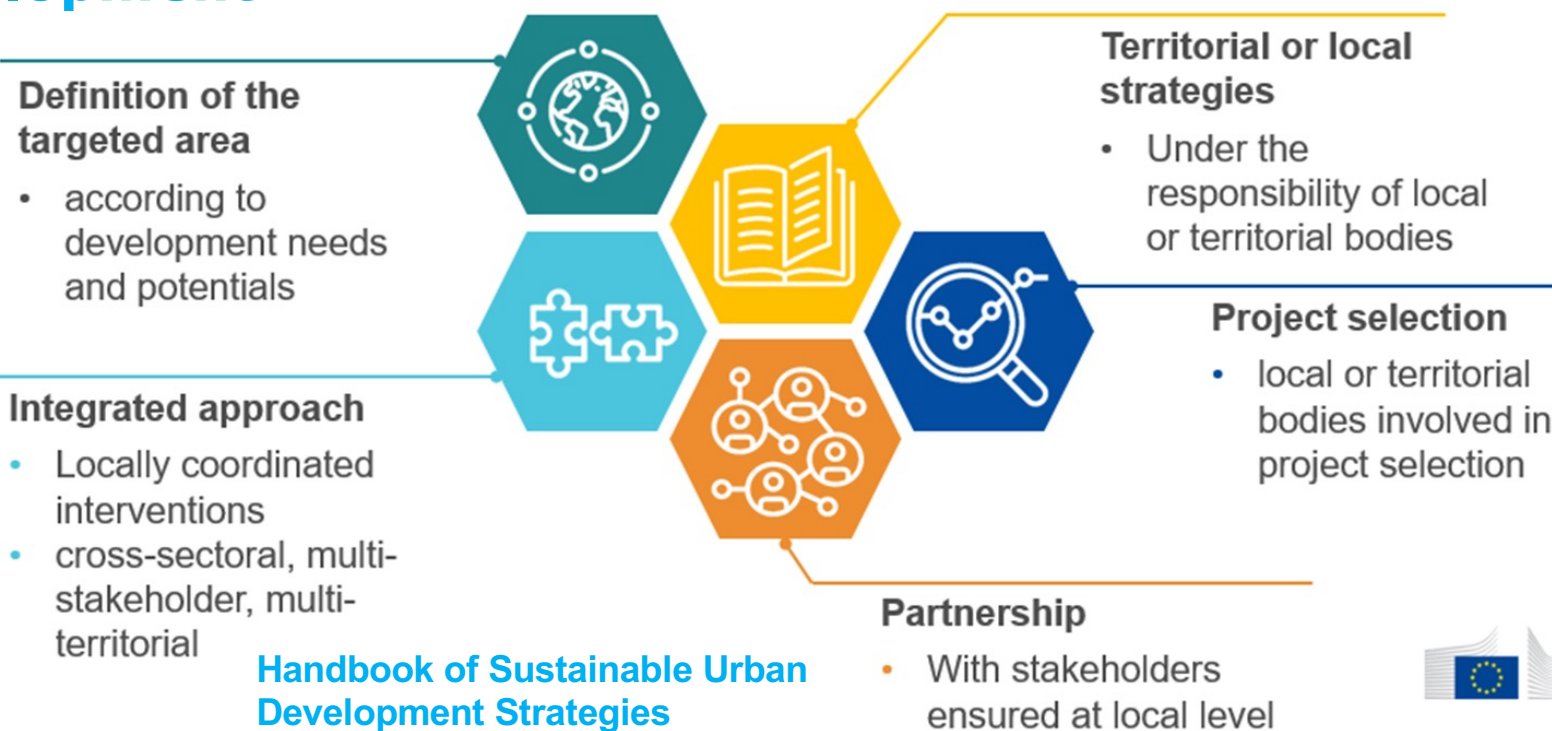 Definition of the
targeted area
• according to
development needs
and potentials
Integrated approach
• Locally coordinated
interventions
• cross-sectoral, multi-
stakeholder, multi-
territorial
Territorial or local
strategies
• Under the
responsibility of local
or territorial bodies
Project selection
• local or territorial
bodies involved in
project selection
Partnership
• With stakeholders
ensured at local level
Handbook of Sustainable Urban
Development Strategies